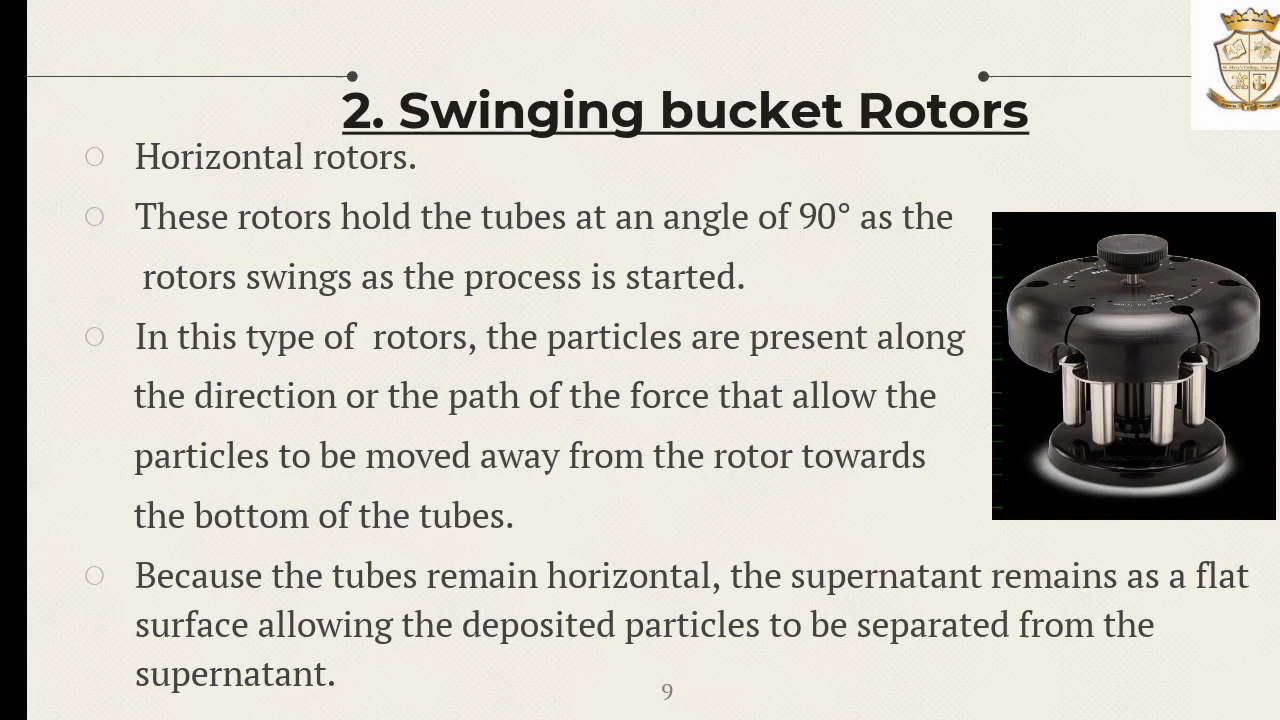 2. Swinging bucket Rotors
Horizontal rotors.
These rotors hold the tubes at an angle of 90° as the
rotors swings as the process is started.
In this type of  rotors, the particles are present along
the direction or the path of the force that allow the
particles to be moved away from the rotor towards
the bottom of the tubes.
Because the tubes remain horizontal, the supernatant remains as a flat
surface allowing the deposited particles to be separated from the
supernatant.
9